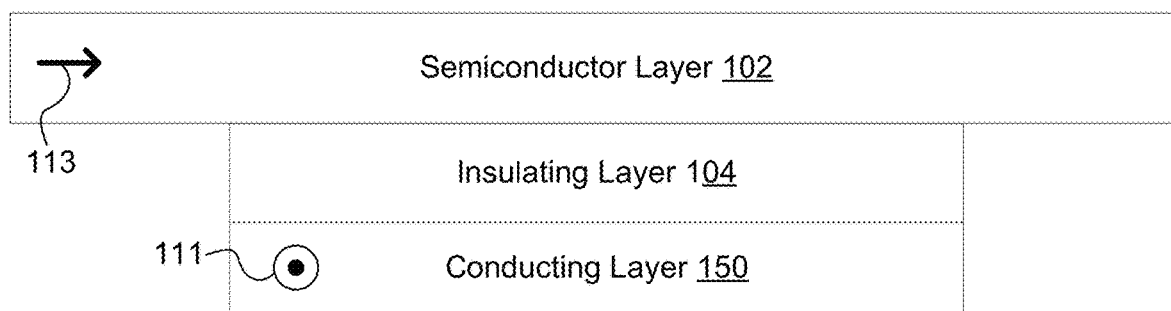 Semiconductor Layer 102
113
Insulating Layer 104
111
Conducting Layer 150